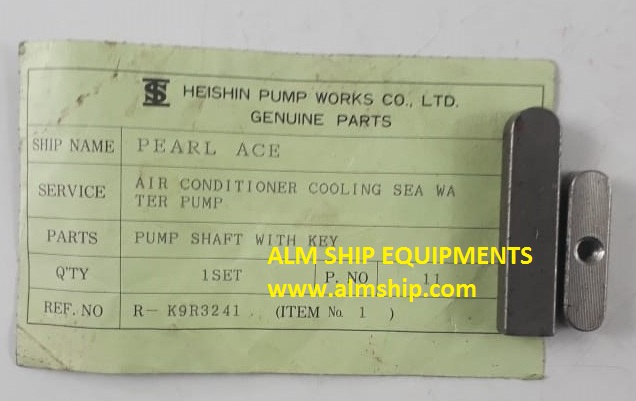 HEISHIN PUMP WORKS CO., LTD.
GENUINE PARTS
SHIP NAME PEARL ACE
SERVICE AIR CONDITIONER COOLING SEA WA
TER PUMP
PARTS PUMP SHAFT WITH KEY
ALM SHIP EQUIPMENTS
Q'TY 1SET P. NO 11
www.almship.com
REF. NO R- K9R3241 (ITEM No. 1 )